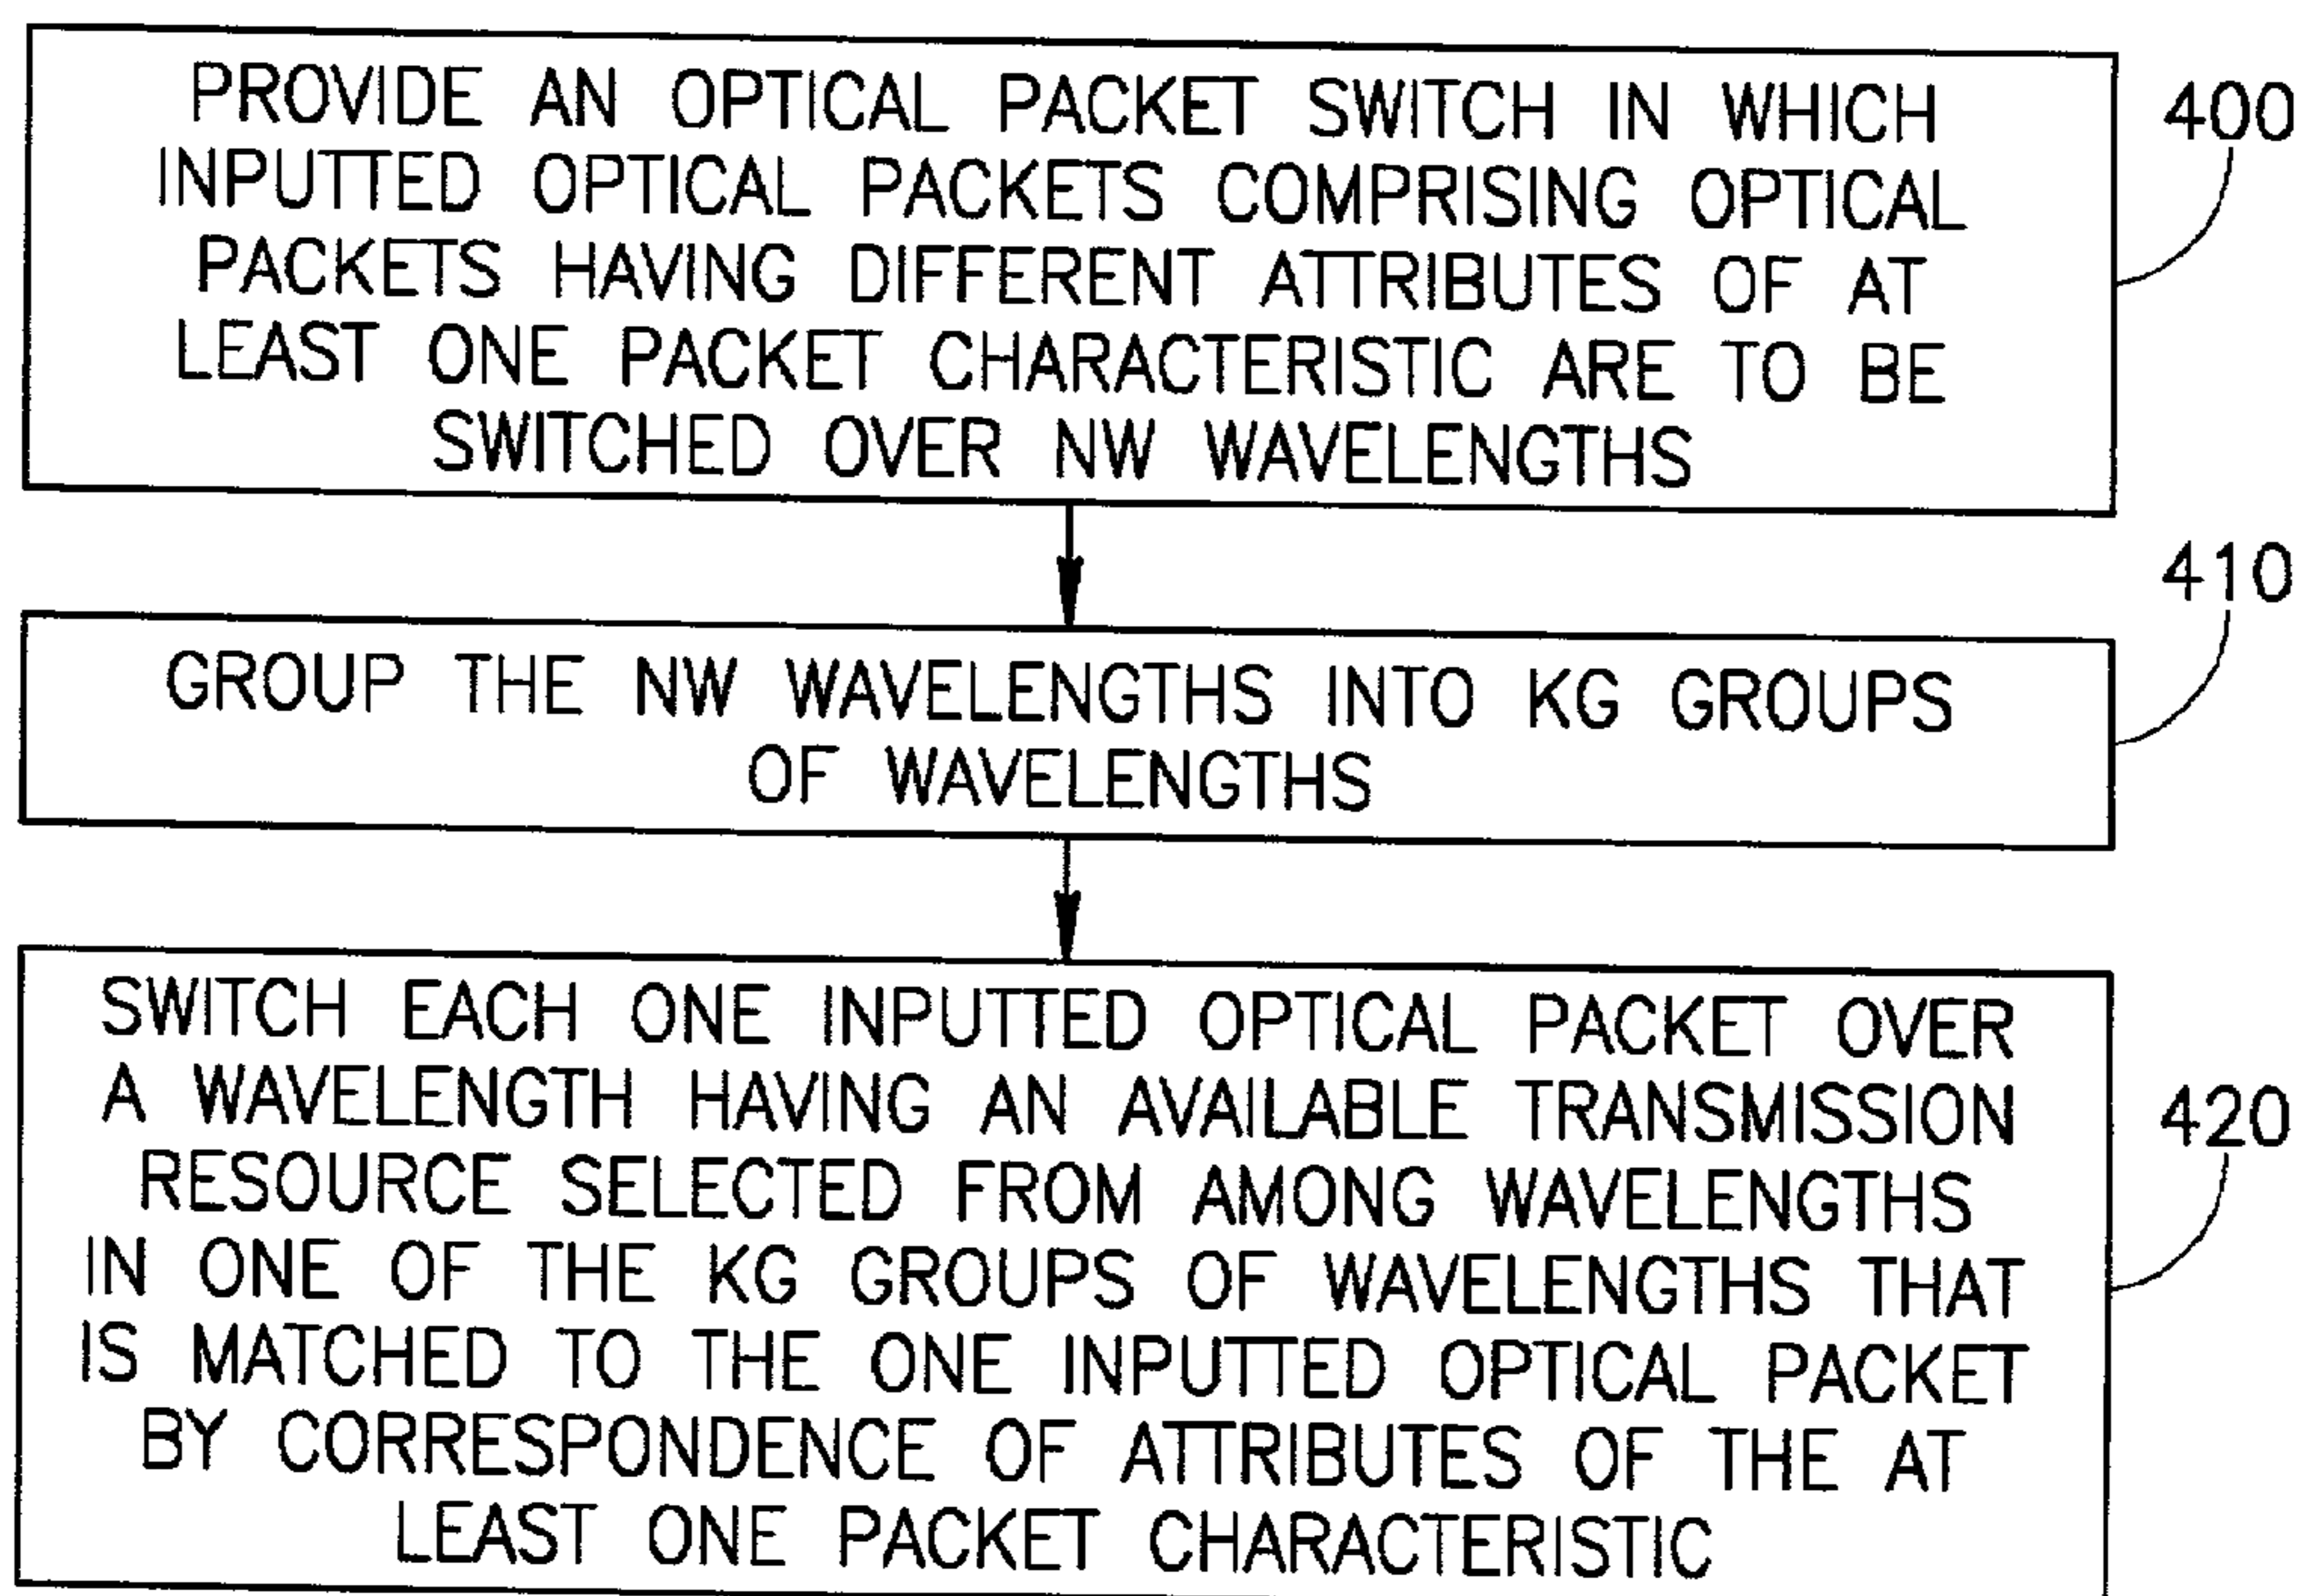 PROVIDE AN OPTICAL PACKET SWITCH IN WHICH
INPUTTED OPTICAL PACKETS COMPRISING OPTICAL
PACKETS HAVING DIFFERENT ATTRIBUTES OF AT
LEAST ONE PACKET CHARACTERISTIC ARE TO BE
SWITCHED OVER NW WAVELENGTHS
400
GROUP THE NW WAVELENGTHS INTO KG GROUPS
OF WAVELENGTHS
410
SWITCH EACH ONE INPUTTED OPTICAL PACKET OVER
A WAVELENGTH HAVING AN AVAILABLE TRANSMISSION
RESOURCE SELECTED FROM AMONG WAVELENGTHS
IN ONE OF THE KG GROUPS OF WAVELENGTHS THAT
IS MATCHED TO THE ONE INPUTTED OPTICAL PACKET
BY CORRESPONDENCE OF ATTRIBUTES OF THE AT
LEAST ONE PACKET CHARACTERISTIC
420